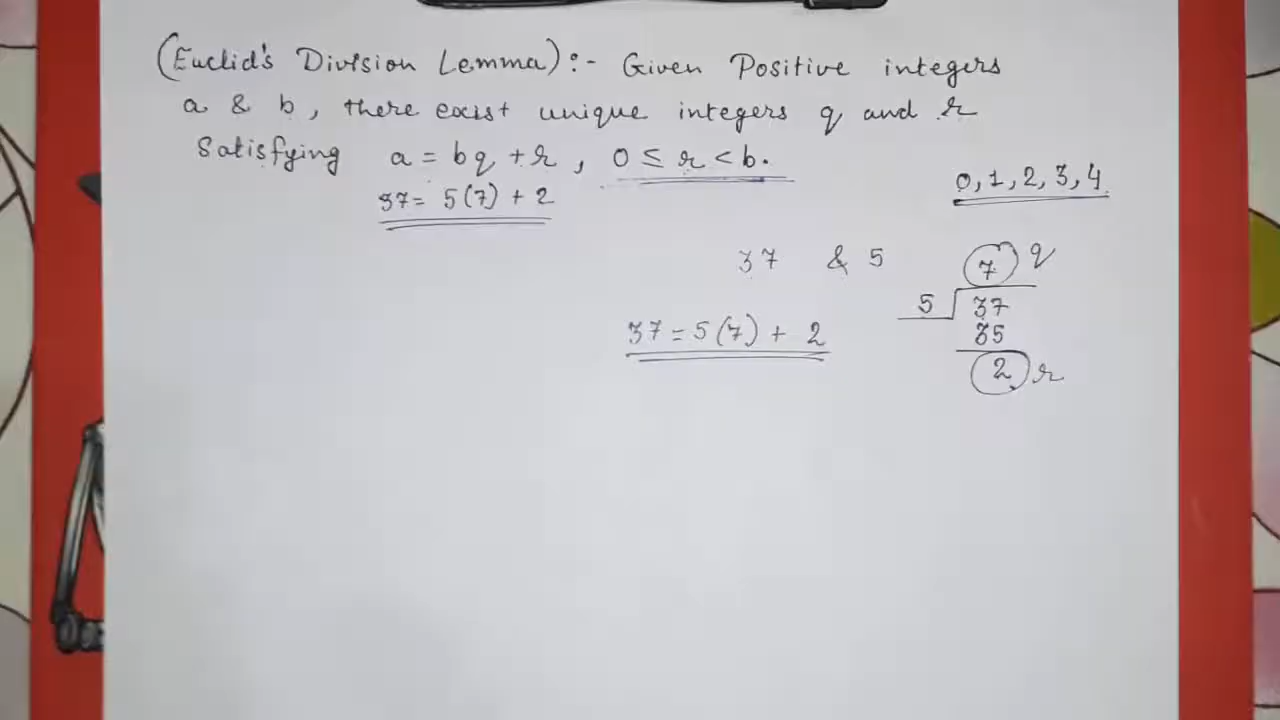 (Euclid's Division Lemma) :- Given Positive integers
a & b, there exist unique integers q and r
Satisfying a = bq + r, 0 ≤ r < b.
37 = 5(7) + 2
0, 1, 2, 3, 4
37 & 5
7 q
5 37
35
2 r
37 = 5(7) + 2